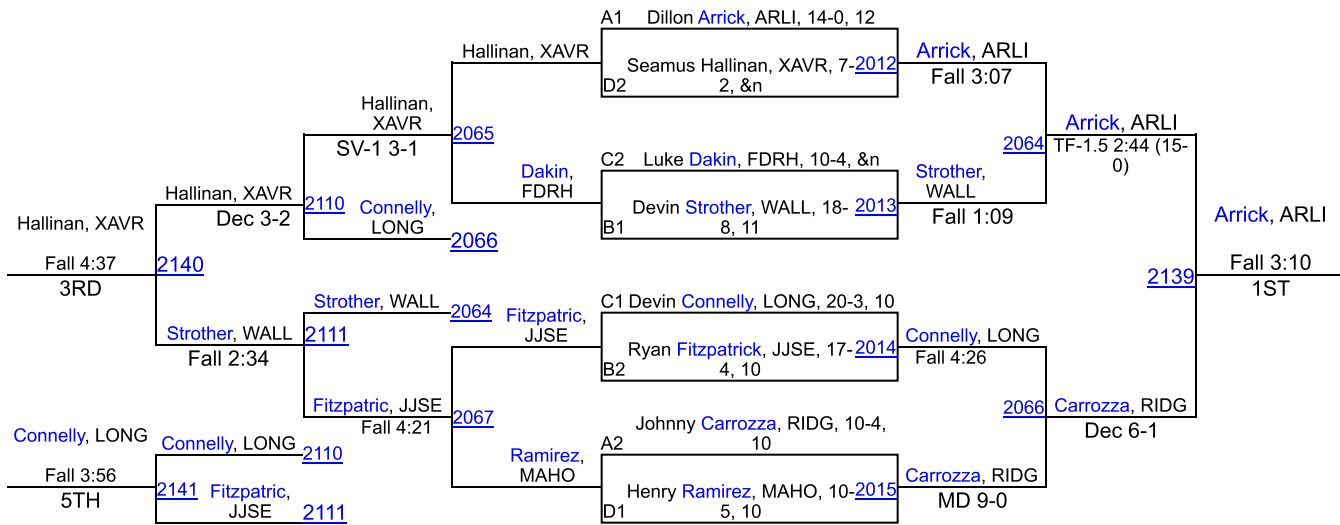 A1 Dillon Arrick, ARLI, 14-0, 12
Hallinan, XAVR
Arrick, ARLI
Seamus Hallinan, XAVR, 7-
2012
2, &n
D2
Fall 3:07
Hallinan,
XAVR
SV-1 3-1
2065
2064
Arrick, ARLI
TF-1.5 2:44 (15-
0)
C2 Luke Dakin, FDRH, 10-4, &n
Dakin,
FDRH
Strother,
WALL
Devin Strother, WALL, 18-
2013
8, 11
B1
Fall 1:09
Hallinan, XAVR
Dec 3-2
2110
Connelly,
LONG
2066
Hallinan, XAVR
Fall 4:37
3RD
2140
Arrick, ARLI
2139
Fall 3:10
1ST
Strother, WALL
2064
C1 Devin Connelly, LONG, 20-3, 10
Fitzpatric,
JJSE
Strother, WALL
Fall 2:34
2111
Ryan Fitzpatrick, JJSE, 17-
2014
4, 10
B2
Connelly, LONG
Fall 4:26
Fitzpatric, JJSE
Fall 4:21
2067
2066
Carrozza, RIDG
Dec 6-1
Johnny Carrozza, RIDG, 10-4,
10
A2
Connelly, LONG
Fall 3:56
5TH
Connelly, LONG
2110
2141
Fitzpatric,
JJSE
2111
Ramirez,
MAHO
Henry Ramirez, MAHO, 10-
2015
5, 10
D1
Carrozza, RIDG
MD 9-0